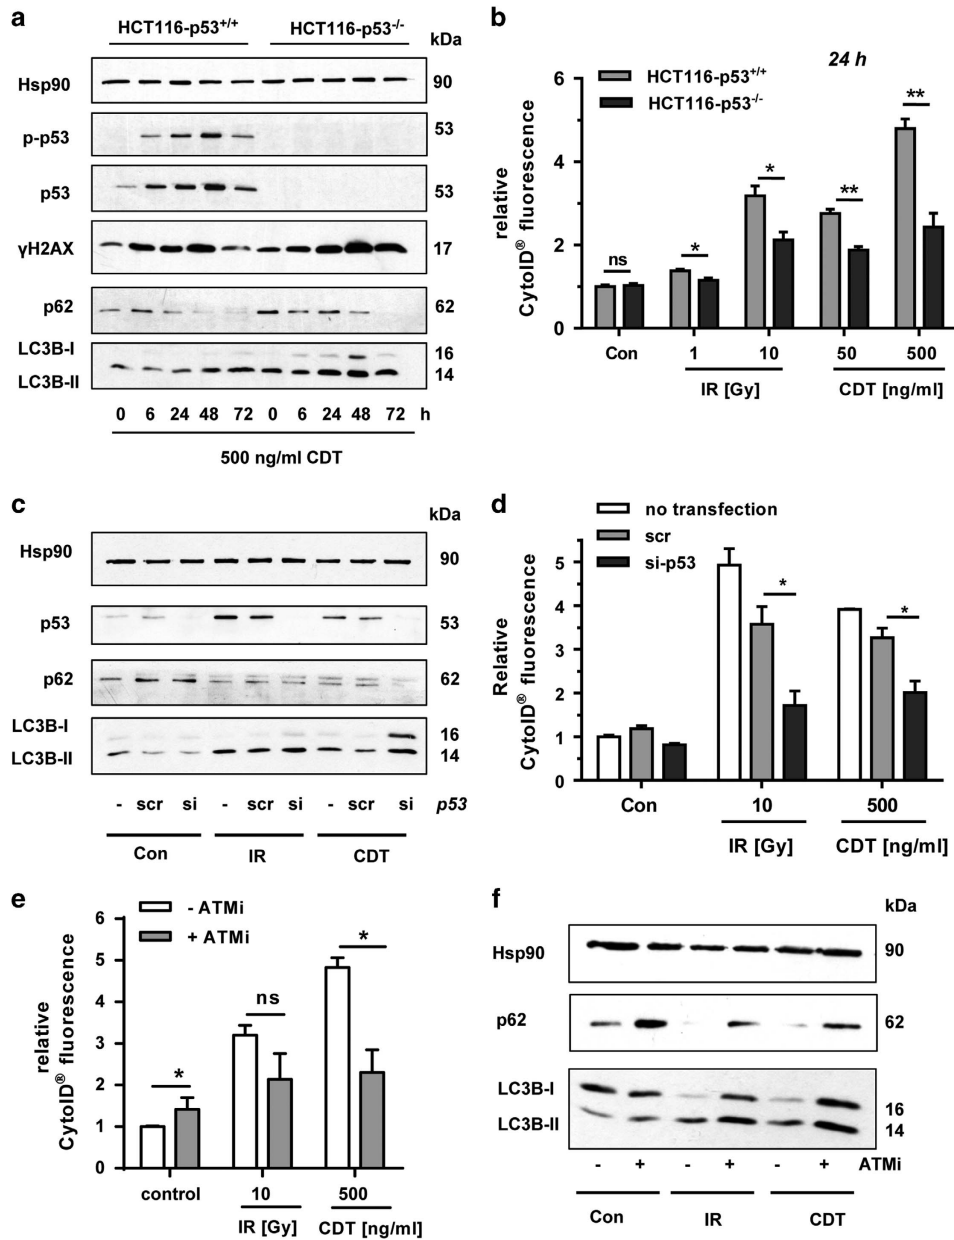 a
HCT116-p53+/+ HCT116-p53-/-
kDa
Hsp90 90
p-p53 53
p53 53
γH2AX 17
p62 62
LC3B-I 16
LC3B-II 14
0 6 24 48 72 0 6 24 48 72 h
500 ng/ml CDT
b
24 h
HCT116-p53+/+
HCT116-p53-/-
relative
CytoID® fluorescence
6
4
2
0
ns * * ** **
Con 1 10 50 500
IR [Gy] CDT [ng/ml]
c
kDa
Hsp90 90
p53 53
p62 62
LC3B-I 16
LC3B-II 14
- scr si - scr si - scr si p53
Con IR CDT
d
no transfection
scr
si-p53
Relative
CytoID® fluorescence
5
4
3
2
1
0
* *
Con 10 500
IR [Gy] CDT [ng/ml]
e
- ATMi
+ ATMi
relative
CytoID® fluorescence
6
5
4
3
2
1
0
* ns *
control 10 500
IR [Gy] CDT [ng/ml]
f
kDa
Hsp90 90
p62 62
LC3B-I 16
LC3B-II 14
- + - + - + ATMi
Con IR CDT